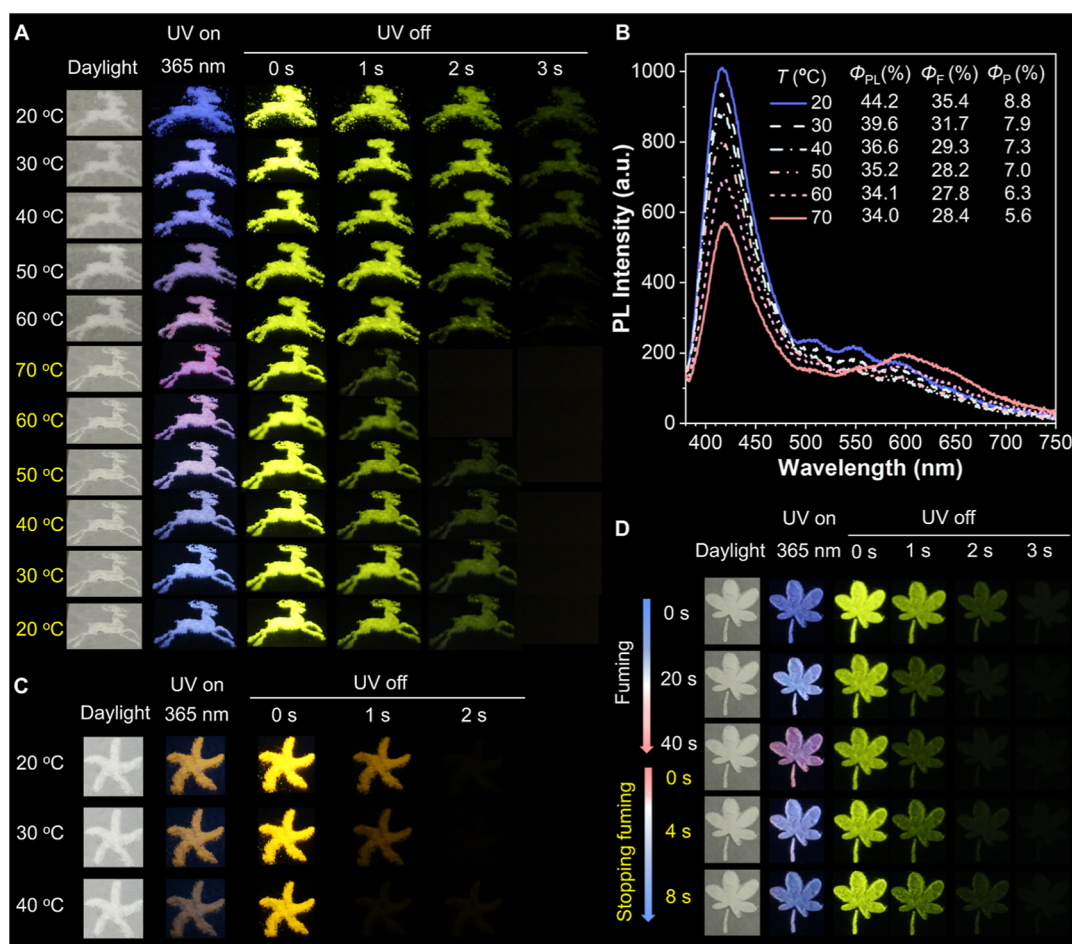 A
UV on
UV off
Daylight
365 nm
0 s
1 s
2 s
3 s
20 ºC
30 ºC
40 ºC
50 ºC
60 ºC
70 ºC
60 ºC
50 ºC
40 ºC
30 ºC
20 ºC
B
PL Intensity (a.u.)
1000
800
600
400
200
0
T (ºC) ΦPL(%) ΦF (%) ΦP (%)
20 44.2 35.4 8.8
30 39.6 31.7 7.9
40 36.6 29.3 7.3
50 35.2 28.2 7.0
60 34.1 27.8 6.3
70 34.0 28.4 5.6
400 450 500 550 600 650 700 750
Wavelength (nm)
C
UV on
UV off
Daylight
365 nm
0 s
1 s
2 s
20 ºC
30 ºC
40 ºC
D
UV on
UV off
Daylight
365 nm
0 s
1 s
2 s
3 s
Fuming
0 s
20 s
40 s
Stopping fuming
0 s
4 s
8 s